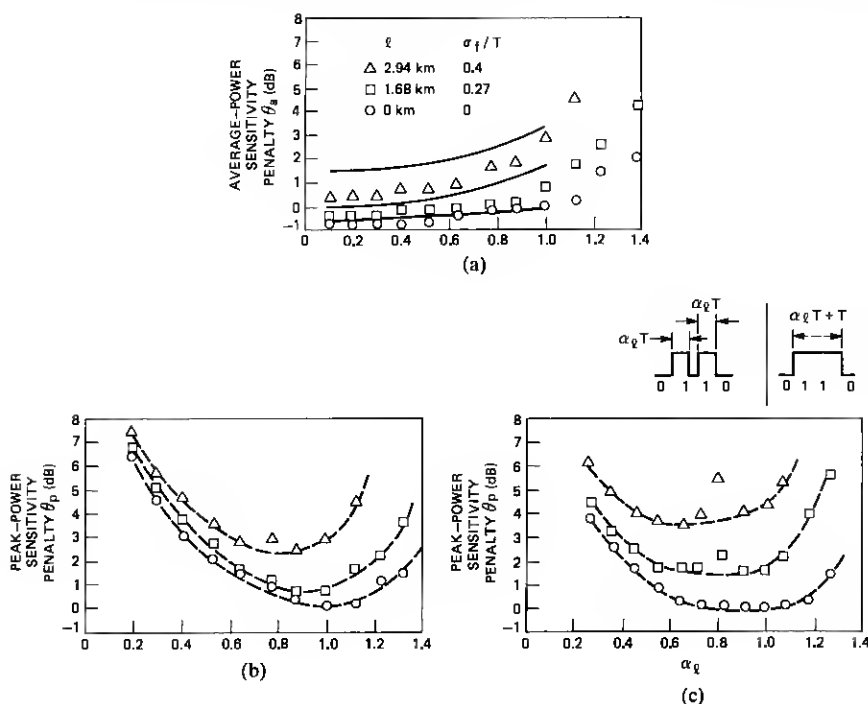 AVERAGE–POWER
SENSITIVITY
PENALTY θa (dB)
8
7
6
5
4
3
2
1
0
–1
ℓ σf/T
△ 2.94 km 0.4
□ 1.68 km 0.27
○ 0 km 0
0.2 0.4 0.6 0.8 1.0 1.2 1.4
(a)
αℓT
αℓT
0 1 1 0
αℓT + T
0 1 1 0
PEAK–POWER
SENSITIVITY
PENALTY θp (dB)
8
7
6
5
4
3
2
1
0
–1
0.2 0.4 0.6 0.8 1.0 1.2 1.4
(b)
PEAK–POWER
SENSITIVITY
PENALTY θp (dB)
8
7
6
5
4
3
2
1
0
–1
0.2 0.4 0.6 0.8 1.0 1.2 1.4
αℓ
(c)